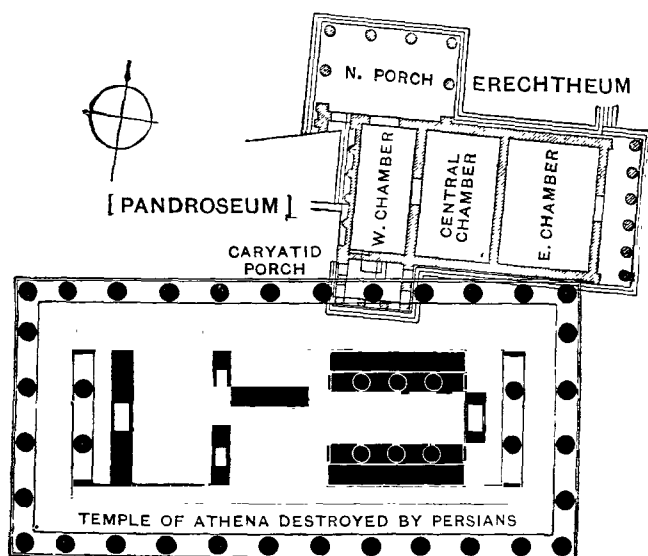 N. PORCH
ERECHTHEUM
W. CHAMBER
CENTRAL
CHAMBER
E. CHAMBER
[PANDROSEUM]
CARYATID
PORCH
TEMPLE OF ATHENA DESTROYED BY PERSIANS